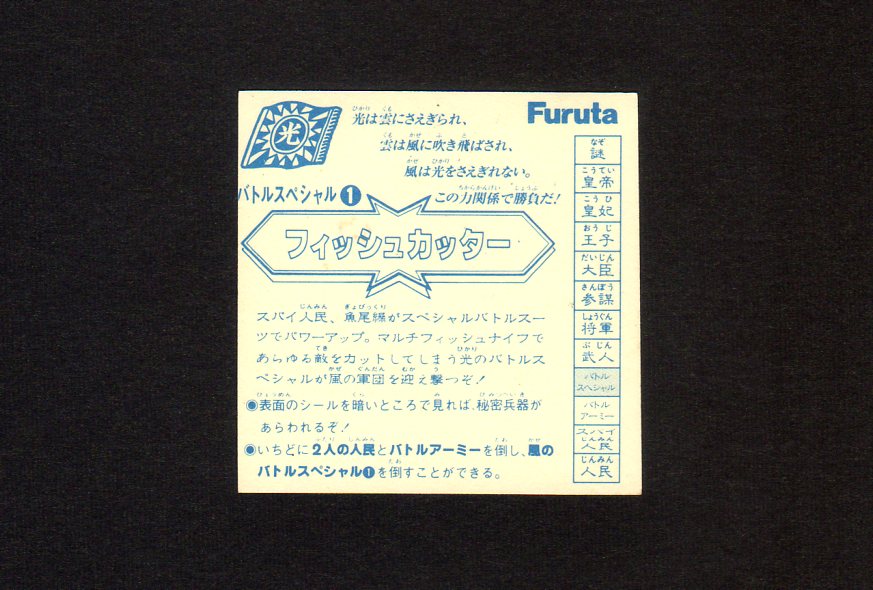 Furuta
光
光は雲にさえぎられ、
雲は風に吹き飛ばされ、
風は光をさえぎれない。
この力関係で勝負だ!
バトルスペシャル❶
フィッシュカッター
スパイ人民、魚尾繰がスペシャルバトルスー
ツでパワーアップ。マルチフィッシュナイフで
あらゆる敵をカットしてしまう光のバトルス
ペシャルが風の軍団を迎え撃つぞ!
◉表面のシールを暗いところで見れば、秘密兵器が
あらわれるぞ!
◉いちどに2人の人民とバトルアーミーを倒し、風の
バトルスペシャル❶を倒すことができる。
謎
皇帝
皇妃
王子
大臣
参謀
将軍
武人
バトル
スペシャル
バトル
アーミー
スパイ
人民
人民